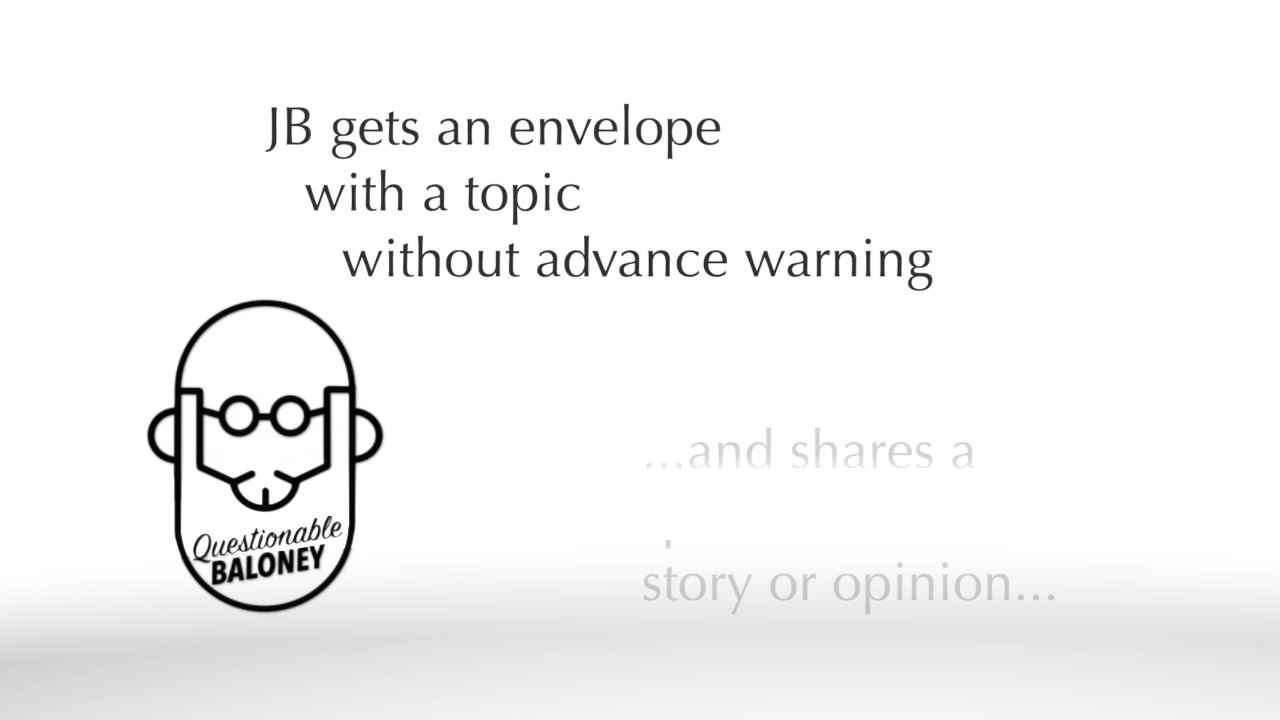 JB gets an envelope
with a topic
without advance warning
...and shares a
story or opinion...
Questionable
BALONEY